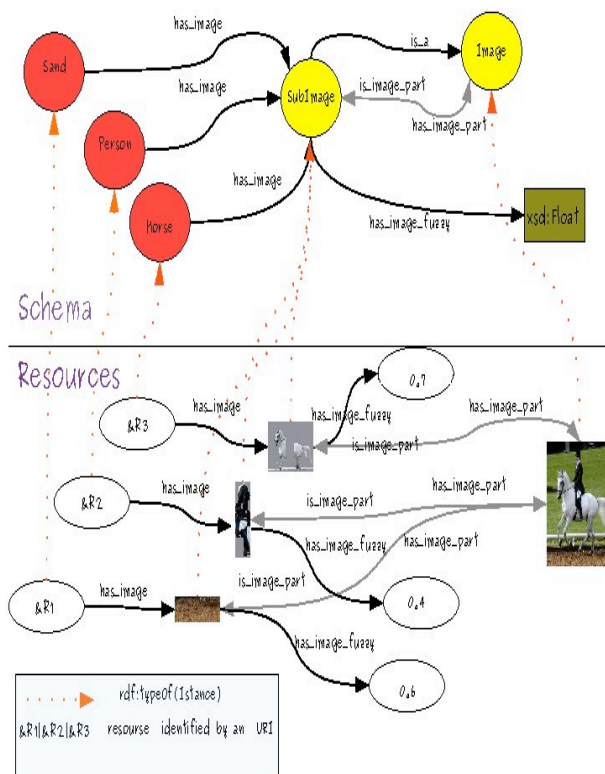 has_image
is_a
Image
Sand
has_image
SubImage
is_image_part
has_image_part
Person
has_image
Horse
has_image_fuzzy
xsd:Float
Schema
Resources
0.7
has_image
&R3
has_image_fuzzy
has_image_part
is_image_part
has_image
&R2
is_image_part
has_image_part
has_image_fuzzy
has_image_part
is_image_part
&R1
has_image
0.4
has_image_fuzzy
0.6
rdf:typeOf(Istance)
&R1|&R2|&R3 resourse identified by an URI